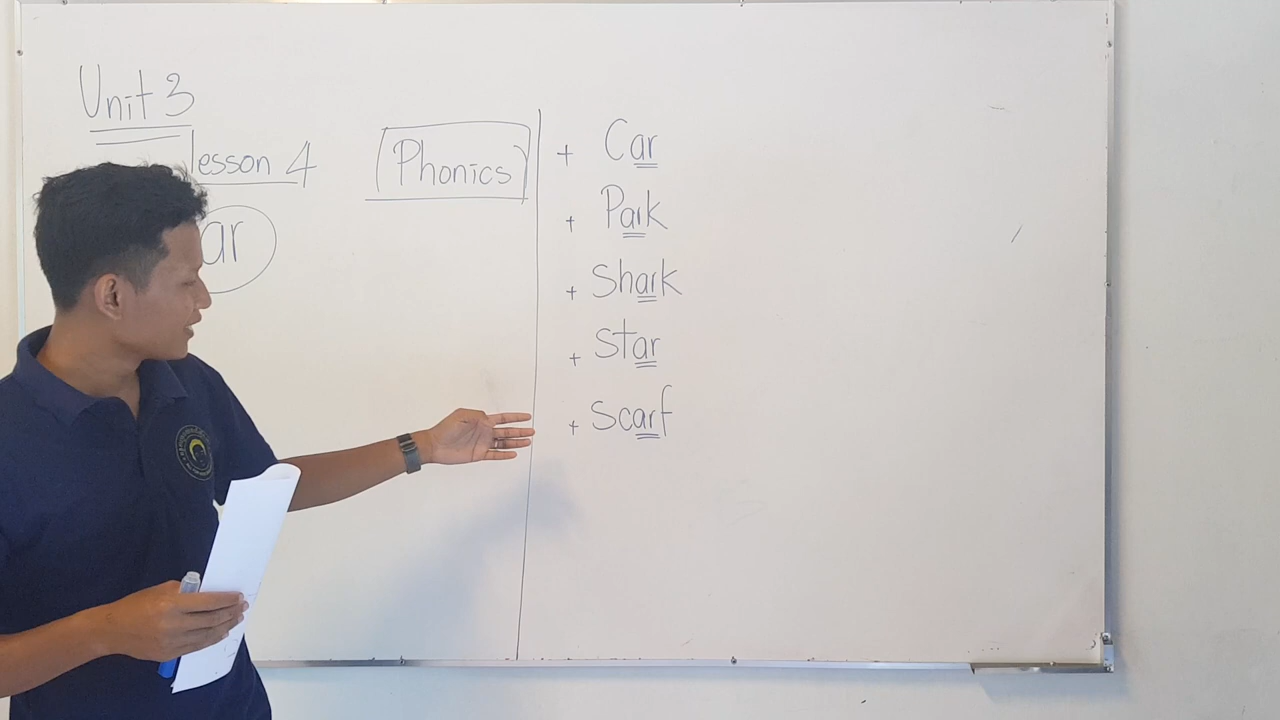 Unit 3
lesson 4
Phonics
ar
+ Car
+ Park
+ Shark
+ Star
+ Scarf